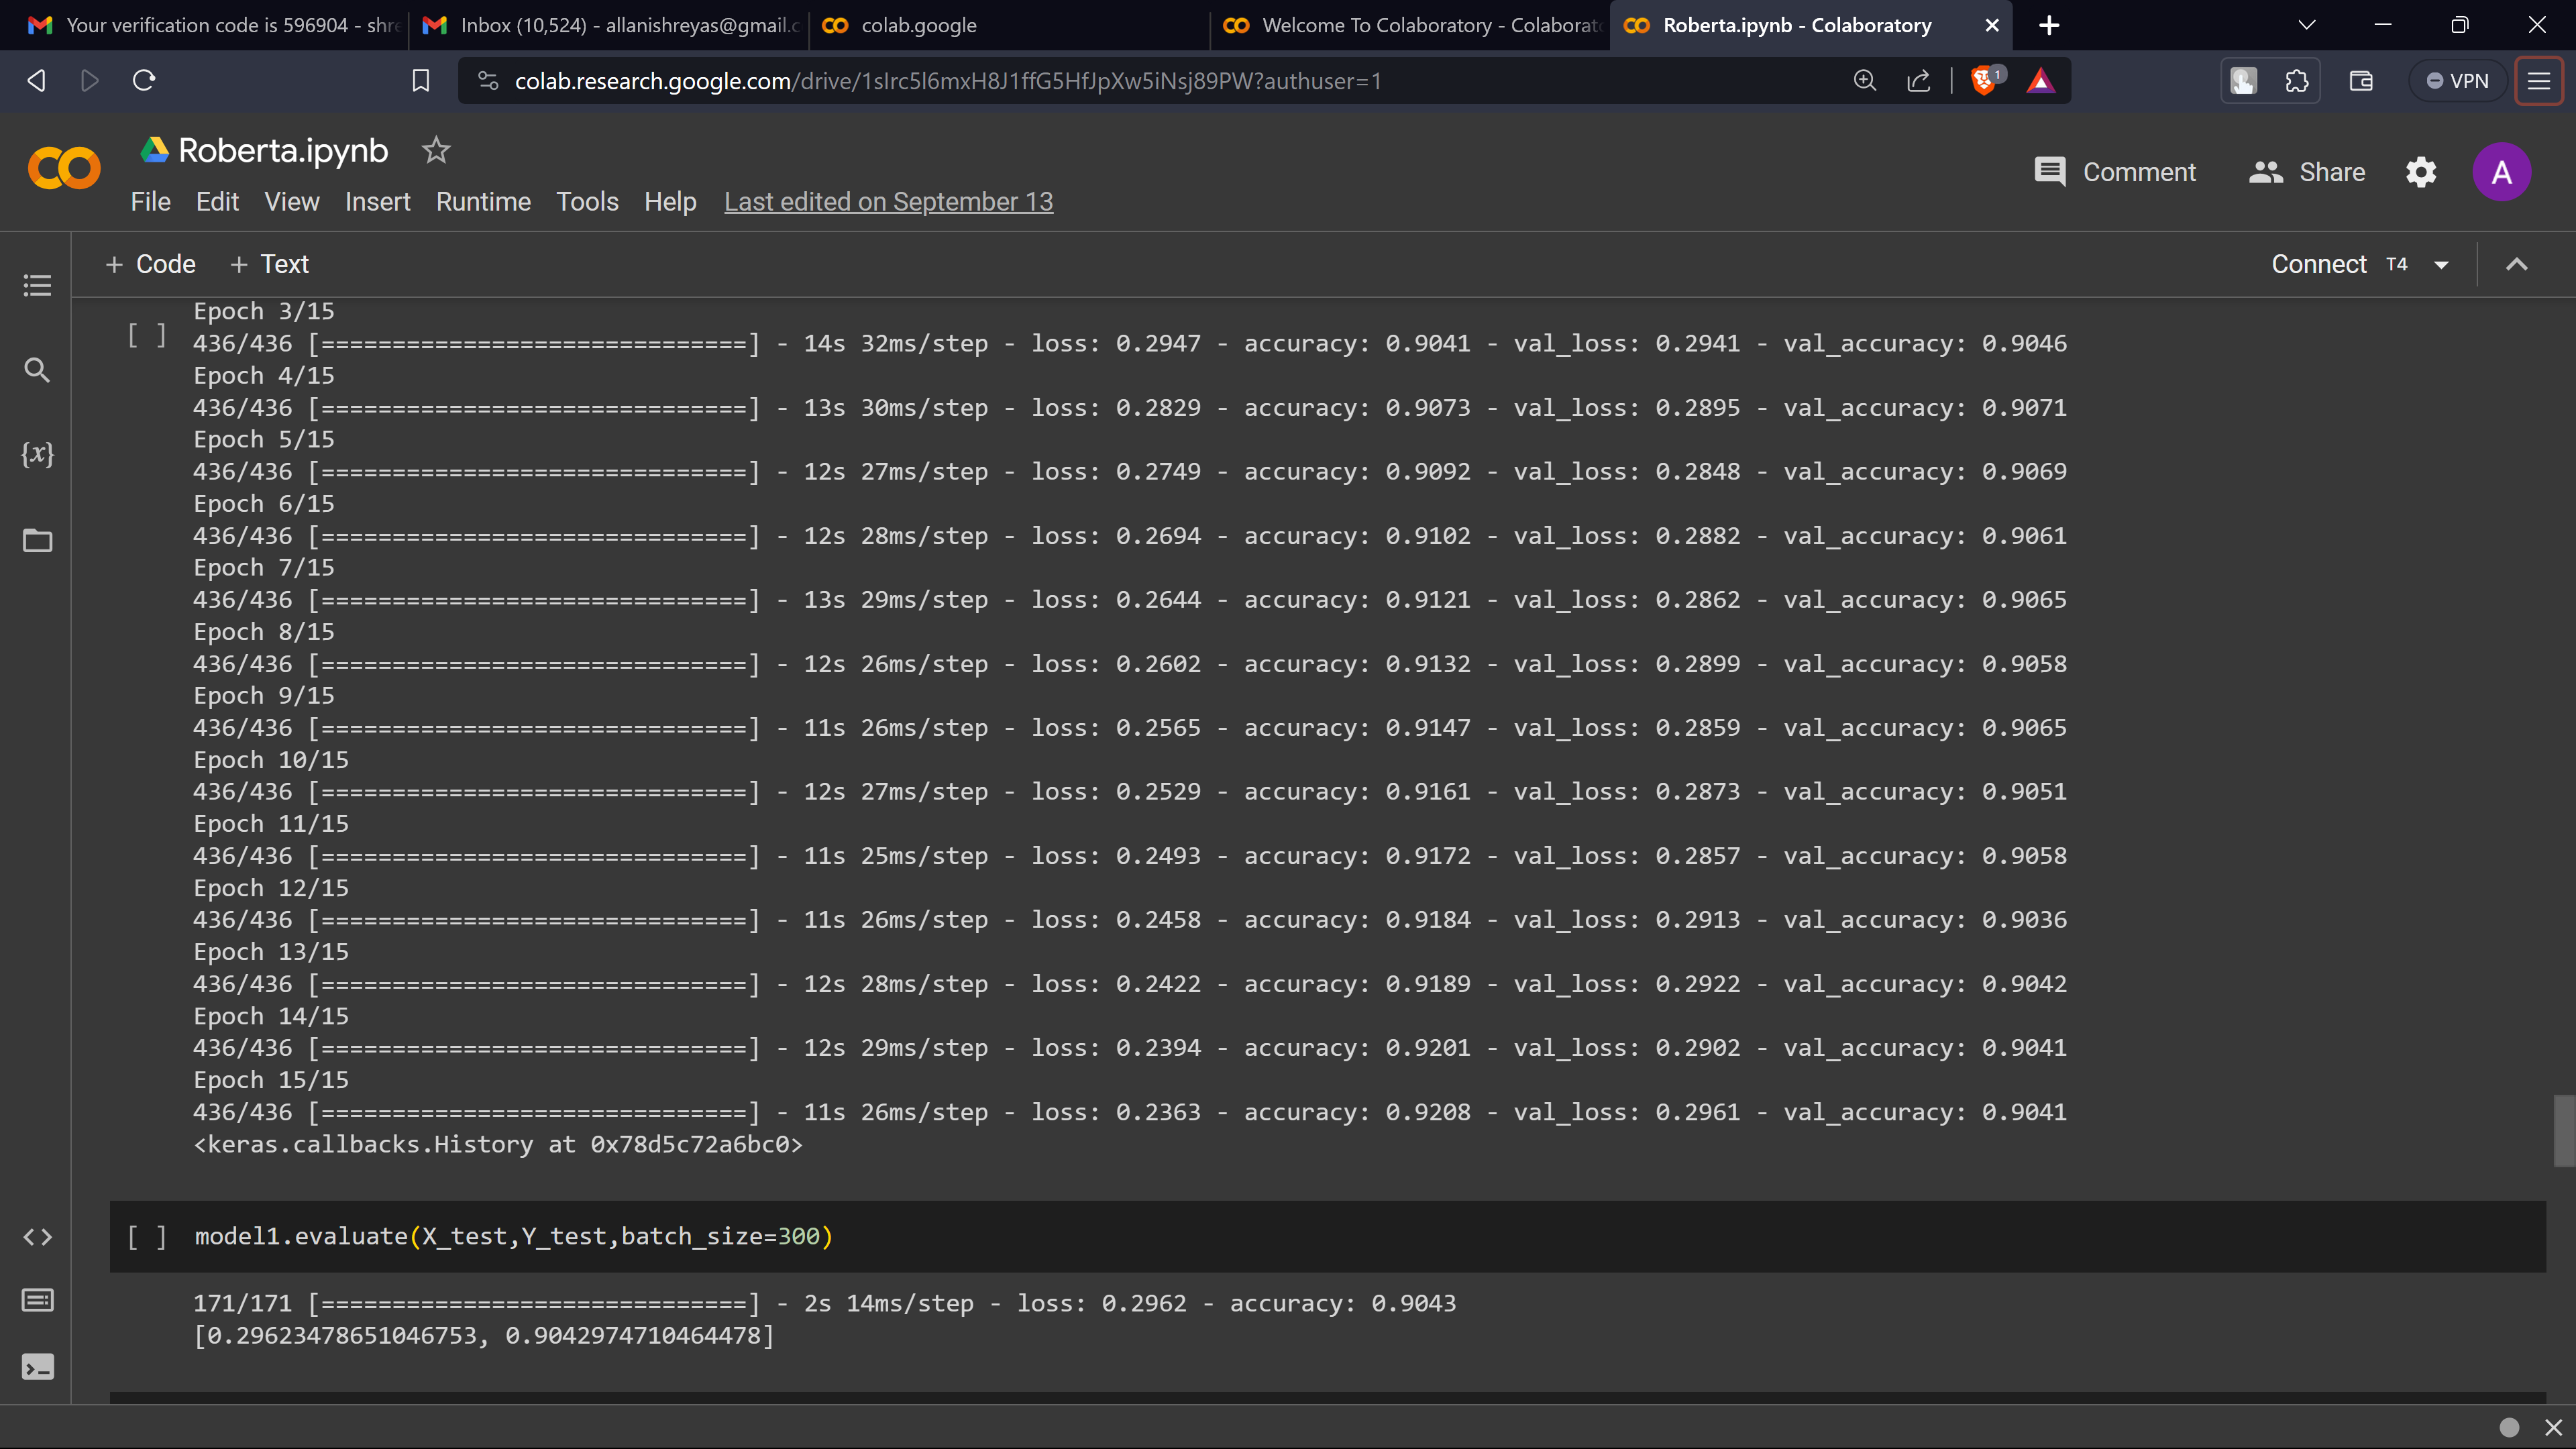 Your verification code is 596904 - shre
Inbox (10,524) - allanishreyas@gmail.c
colab.google
Welcome To Colaboratory - Colaborato
Roberta.ipynb - Colaboratory
colab.research.google.com/drive/1slrc5l6mxH8J1ffG5HfJpXw5iNsj89PW?authuser=1
1
VPN
Roberta.ipynb
Comment
Share
A
File Edit View Insert Runtime Tools Help Last edited on September 13
+ Code + Text
Connect T4
Epoch 3/15
[ ]
436/436 [==============================] - 14s 32ms/step - loss: 0.2947 - accuracy: 0.9041 - val_loss: 0.2941 - val_accuracy: 0.9046
Epoch 4/15
436/436 [==============================] - 13s 30ms/step - loss: 0.2829 - accuracy: 0.9073 - val_loss: 0.2895 - val_accuracy: 0.9071
Epoch 5/15
436/436 [==============================] - 12s 27ms/step - loss: 0.2749 - accuracy: 0.9092 - val_loss: 0.2848 - val_accuracy: 0.9069
Epoch 6/15
436/436 [==============================] - 12s 28ms/step - loss: 0.2694 - accuracy: 0.9102 - val_loss: 0.2882 - val_accuracy: 0.9061
Epoch 7/15
436/436 [==============================] - 13s 29ms/step - loss: 0.2644 - accuracy: 0.9121 - val_loss: 0.2862 - val_accuracy: 0.9065
Epoch 8/15
436/436 [==============================] - 12s 26ms/step - loss: 0.2602 - accuracy: 0.9132 - val_loss: 0.2899 - val_accuracy: 0.9058
Epoch 9/15
436/436 [==============================] - 11s 26ms/step - loss: 0.2565 - accuracy: 0.9147 - val_loss: 0.2859 - val_accuracy: 0.9065
Epoch 10/15
436/436 [==============================] - 12s 27ms/step - loss: 0.2529 - accuracy: 0.9161 - val_loss: 0.2873 - val_accuracy: 0.9051
Epoch 11/15
436/436 [==============================] - 11s 25ms/step - loss: 0.2493 - accuracy: 0.9172 - val_loss: 0.2857 - val_accuracy: 0.9058
Epoch 12/15
436/436 [==============================] - 11s 26ms/step - loss: 0.2458 - accuracy: 0.9184 - val_loss: 0.2913 - val_accuracy: 0.9036
Epoch 13/15
436/436 [==============================] - 12s 28ms/step - loss: 0.2422 - accuracy: 0.9189 - val_loss: 0.2922 - val_accuracy: 0.9042
Epoch 14/15
436/436 [==============================] - 12s 29ms/step - loss: 0.2394 - accuracy: 0.9201 - val_loss: 0.2902 - val_accuracy: 0.9041
Epoch 15/15
436/436 [==============================] - 11s 26ms/step - loss: 0.2363 - accuracy: 0.9208 - val_loss: 0.2961 - val_accuracy: 0.9041
<keras.callbacks.History at 0x78d5c72a6bc0>
[ ] model1.evaluate(X_test,Y_test,batch_size=300)
171/171 [==============================] - 2s 14ms/step - loss: 0.2962 - accuracy: 0.9043
[0.29623478651046753, 0.9042974710464478]